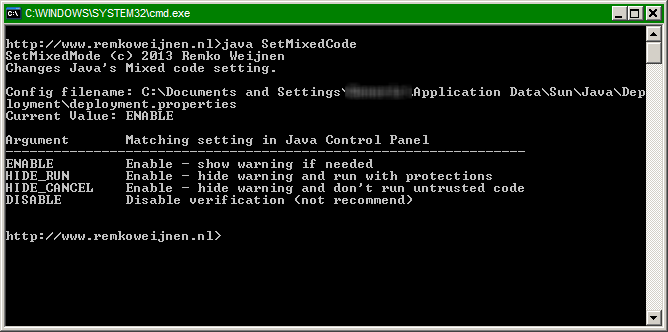 C:\WINDOWS\SYSTEM32\cmd.exe
http://www.remkoweijnen.nl>java SetMixedCode
SetMixedMode (c) 2013 Remko Weijnen
Changes Java's Mixed code setting.
Config filename: C:\Documents and Settings\ \Application Data\Sun\Java\Dep
loyment\deployment.properties
Current Value: ENABLE
Argument Matching setting in Java Control Panel
ENABLE Enable - show warning if needed
HIDE_RUN Enable - hide warning and run with protections
HIDE_CANCEL Enable - hide warning and don't run untrusted code
DISABLE Disable verification (not recommend)
http://www.remkoweijnen.nl>